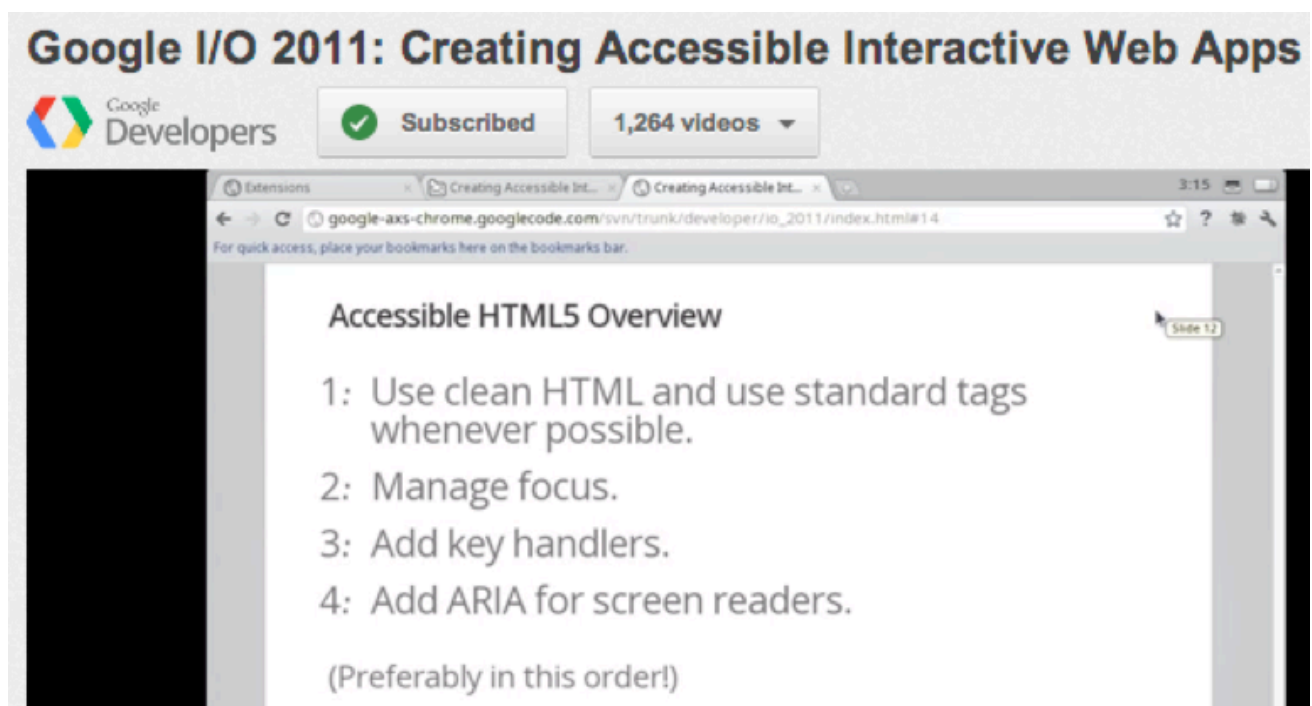 Google I/O 2011: Creating Accessible Interactive Web Apps
Google
Developers
Subscribed
1,264 videos
Extensions
Creating Accessible Int...
Creating Accessible Int...
3:15
google-axs-chrome.googlecode.com/svn/trunk/developer/io_2011/index.html#14
For quick access, place your bookmarks here on the bookmarks bar.
Accessible HTML5 Overview
Slide 12
1: Use clean HTML and use standard tags
whenever possible.
2: Manage focus.
3: Add key handlers.
4: Add ARIA for screen readers.
(Preferably in this order!)